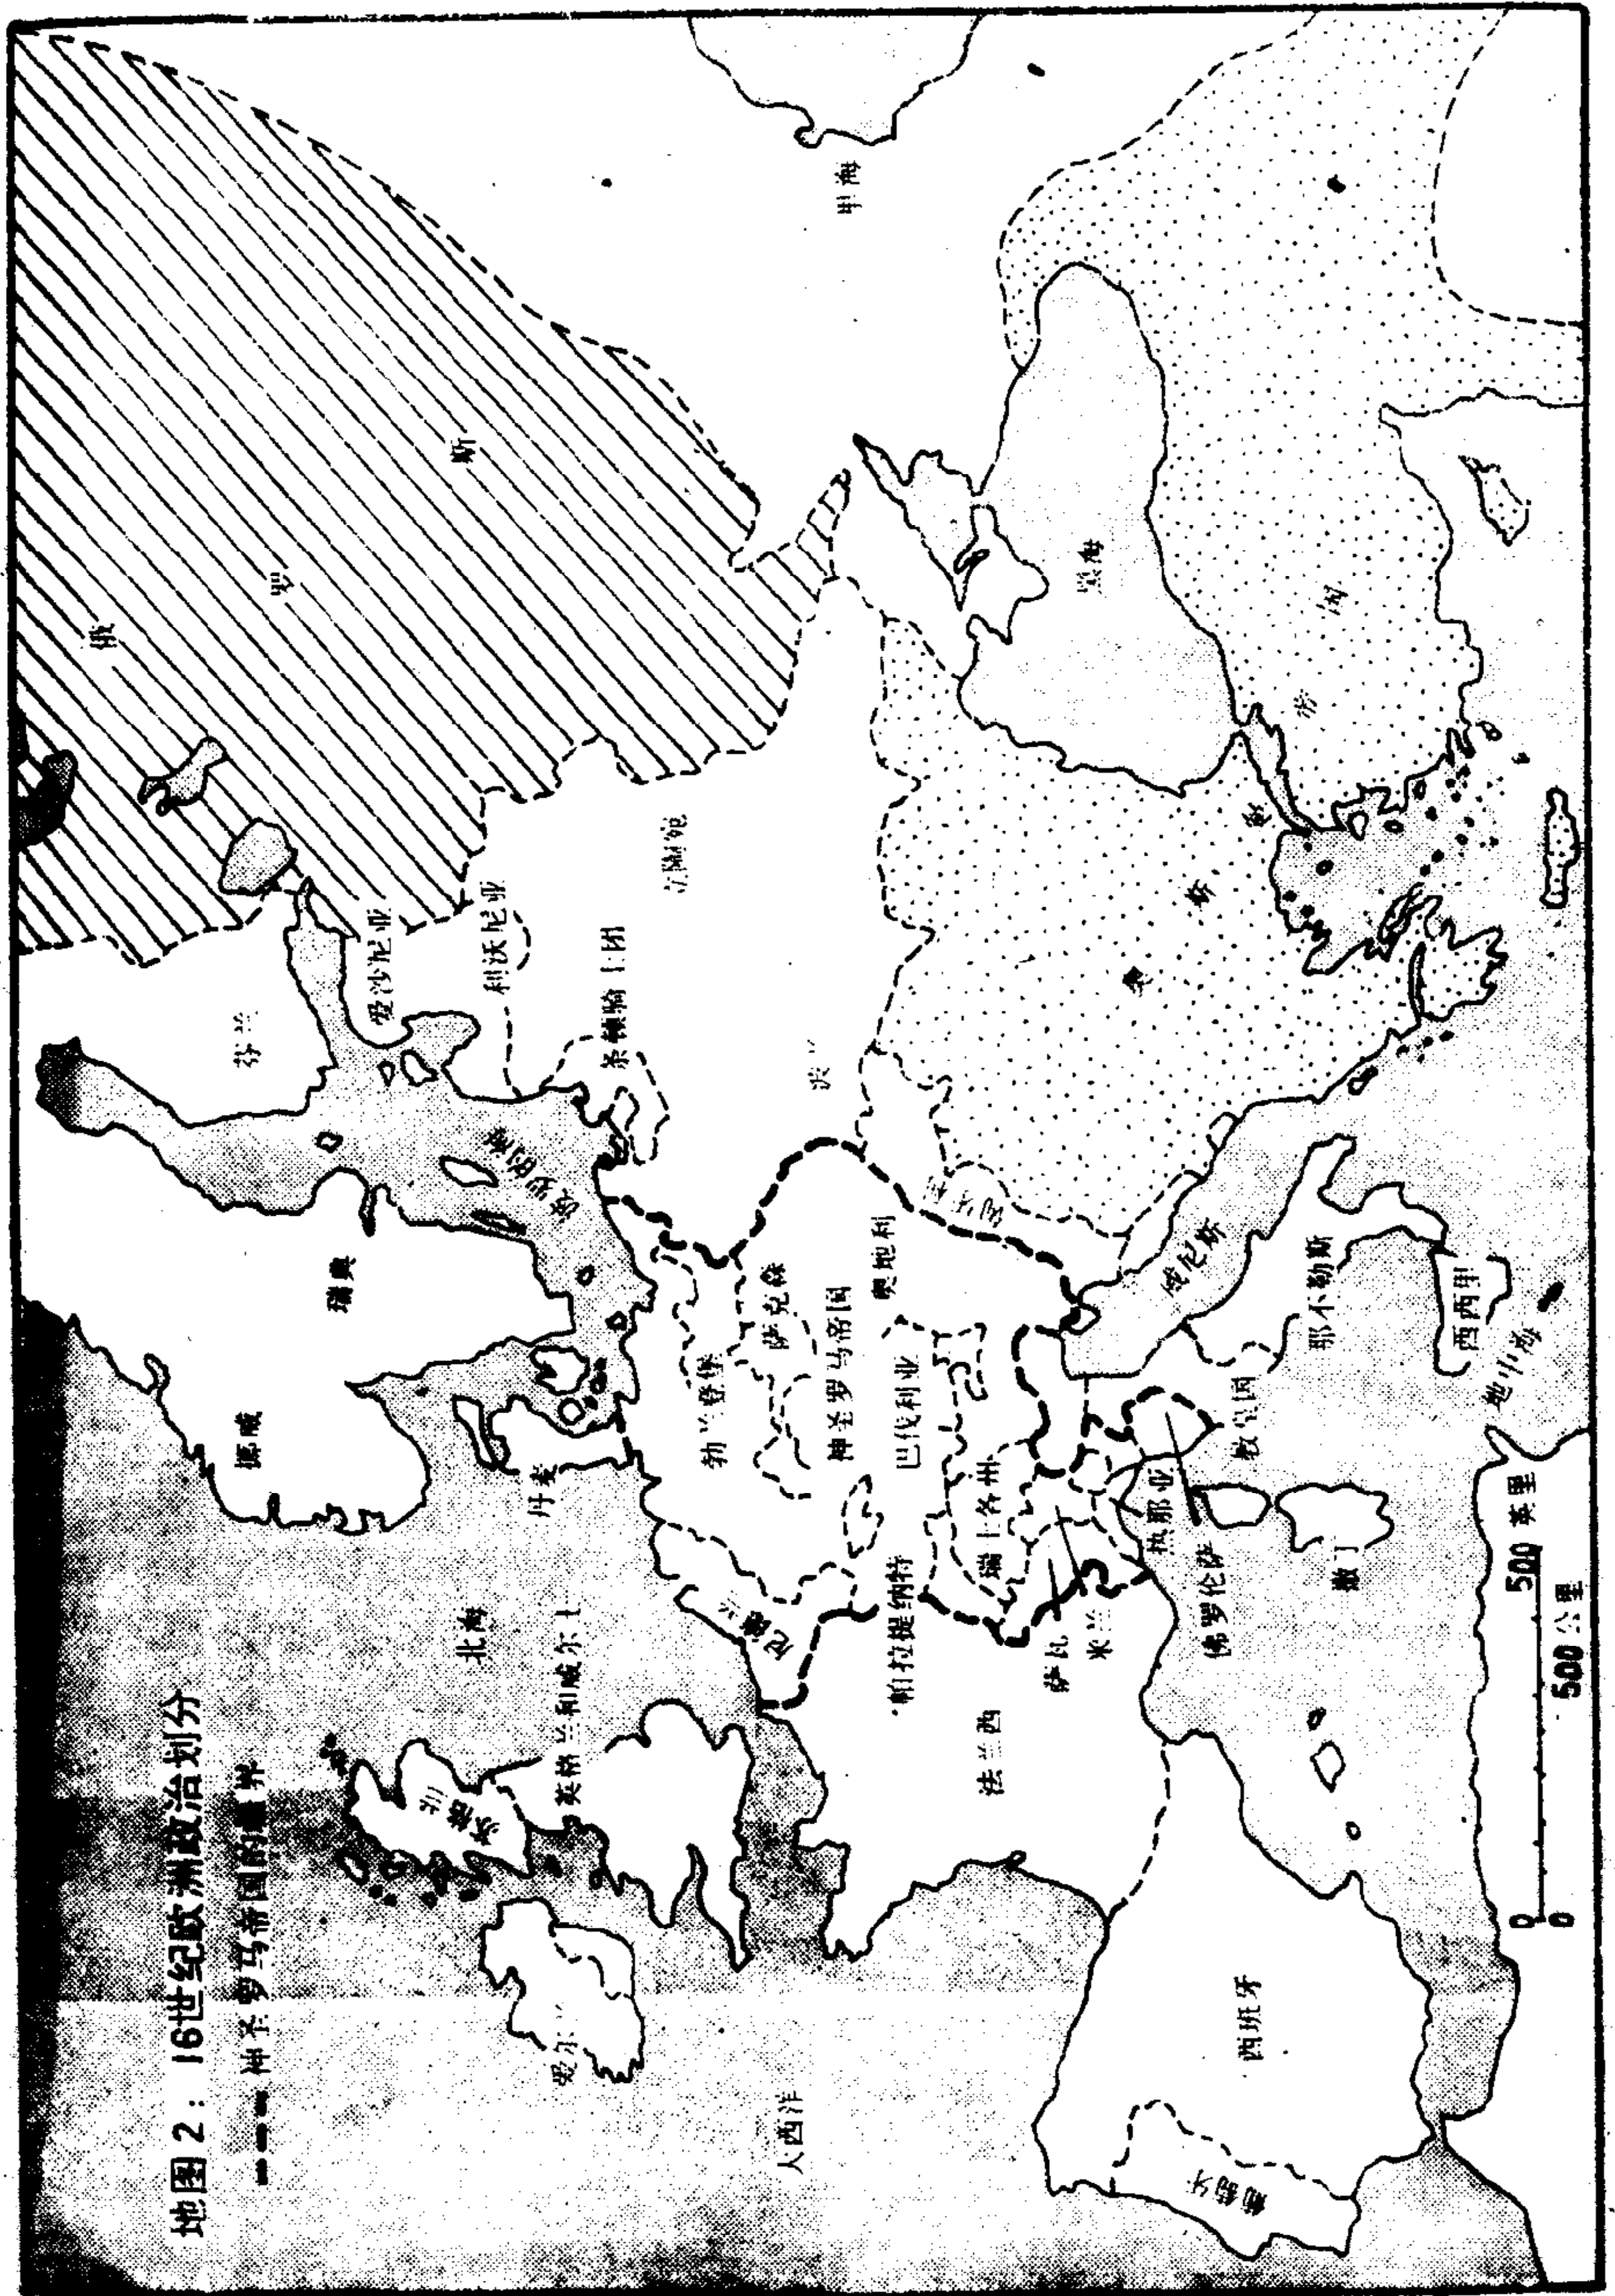 地图 2：16世纪欧洲政治划分
神圣罗马帝国的疆界
挪威
瑞典
芬兰
俄
罗
斯
苏格兰
北海
丹麦
波罗的海
爱沙尼亚
利沃尼亚
条顿骑士团
立陶宛
爱尔
英格兰和威尔士
尼德兰
勃兰登堡
萨克森
波
大西洋
神圣罗马帝国
帕拉提纳特
巴伐利亚
奥地利
匈牙利
里海
法兰西
瑞士各州
萨瓦
米兰
热那亚
威尼斯
黑海
奥
斯
曼
帝
国
佛罗伦萨
教皇国
那不勒斯
葡萄牙
西班牙
撒丁
西西里
地中海
0 500 英里
0 500 公里